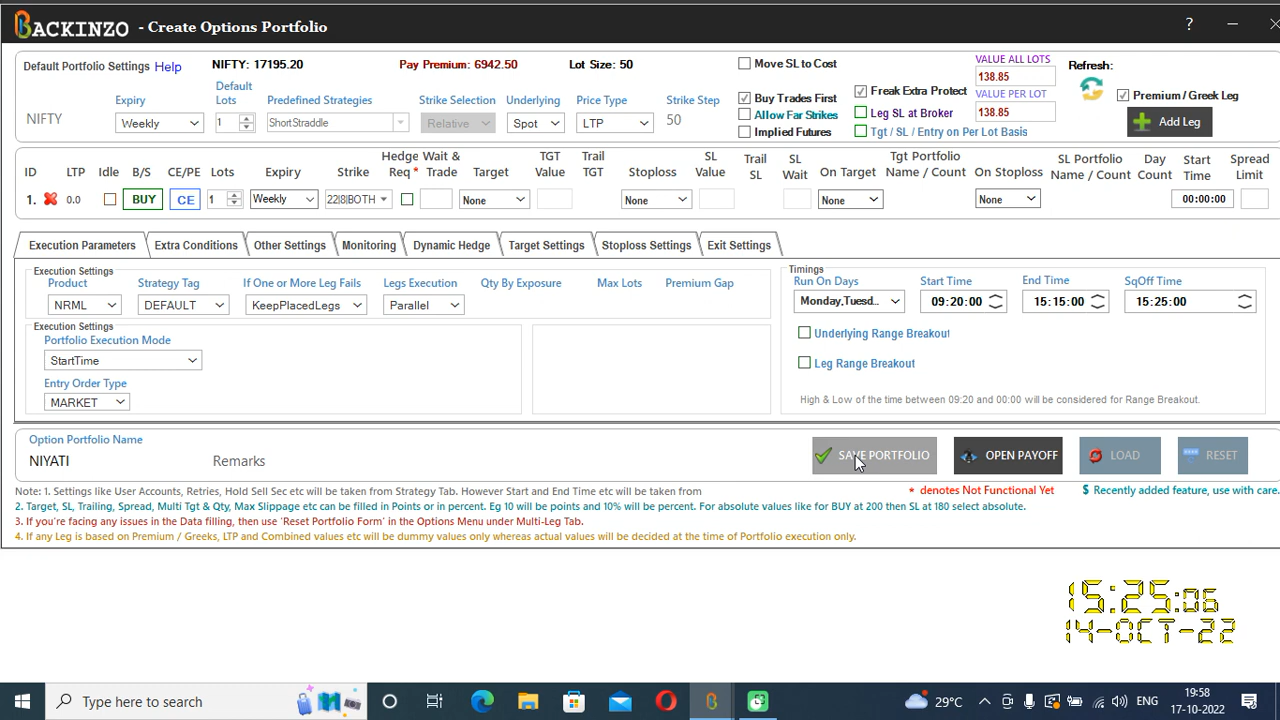 BACKINZO - Create Options Portfolio ?
Default Portfolio Settings Help NIFTY: 17195.20 Pay Premium: 6942.50 Lot Size: 50 Move SL to Cost VALUE ALL LOTS 138.85 Refresh:
NIFTY Expiry Weekly Default Lots 1 Predefined Strategies ShortStraddle Strike Selection Relative Underlying Spot Price Type LTP Strike Step 50
Buy Trades First Freak Extra Protect VALUE PER LOT 138.85 Premium / Greek Leg
Allow Far Strikes Leg SL at Broker Add Leg
Implied Futures Tgt / SL / Entry on Per Lot Basis
ID LTP Idle B/S CE/PE Lots Expiry Strike Hedge Req * Wait & Trade Target TGT Value Trail TGT Stoploss SL Value Trail SL SL Wait On Target Tgt Portfolio Name / Count On Stoploss SL Portfolio Name / Count Day Count Start Time Spread Limit
1. 0.0 BUY CE 1 Weekly 22|8|BOTH None None None None 00:00:00
Execution Parameters Extra Conditions Other Settings Monitoring Dynamic Hedge Target Settings Stoploss Settings Exit Settings
Execution Settings
Product Strategy Tag If One or More Leg Fails Legs Execution Qty By Exposure Max Lots Premium Gap
NRML DEFAULT KeepPlacedLegs Parallel
Execution Settings
Portfolio Execution Mode
StartTime
Entry Order Type
MARKET
Timings
Run On Days Start Time End Time SqOff Time
Monday,Tuesd... 09:20:00 15:15:00 15:25:00
Underlying Range Breakout
Leg Range Breakout
High & Low of the time between 09:20 and 00:00 will be considered for Range Breakout.
Option Portfolio Name
NIYATI Remarks SAVE PORTFOLIO OPEN PAYOFF LOAD RESET
Note: 1. Settings like User Accounts, Retries, Hold Sell Sec etc will be taken from Strategy Tab. However Start and End Time etc will be taken from * denotes Not Functional Yet $ Recently added feature, use with care.
2. Target, SL, Trailing, Spread, Multi Tgt & Qty, Max Slippage etc can be filled in Points or in percent. Eg 10 will be points and 10% will be percent. For absolute values like for BUY at 200 then SL at 180 select absolute.
3. If you're facing any issues in the Data filling, then use 'Reset Portfolio Form' in the Options Menu under Multi-Leg Tab.
4. If any Leg is based on Premium / Greeks, LTP and Combined values etc will be dummy values only whereas actual values will be decided at the time of Portfolio execution only.
15:25:06
14-OCT-22
Type here to search 29°C ENG 19:58
17-10-2022